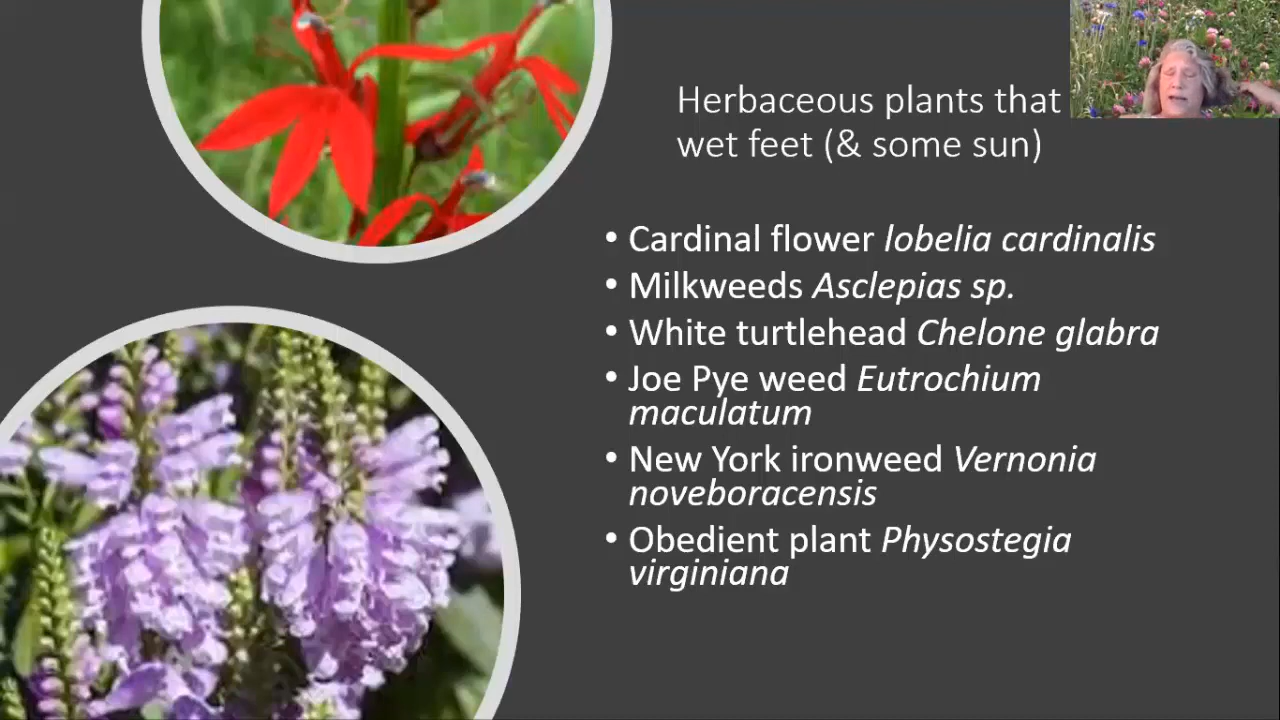 Herbaceous plants that
wet feet (& some sun)
• Cardinal flower lobelia cardinalis
• Milkweeds Asclepias sp.
• White turtlehead Chelone glabra
• Joe Pye weed Eutrochium
maculatum
• New York ironweed Vernonia
noveboracensis
• Obedient plant Physostegia
virginiana